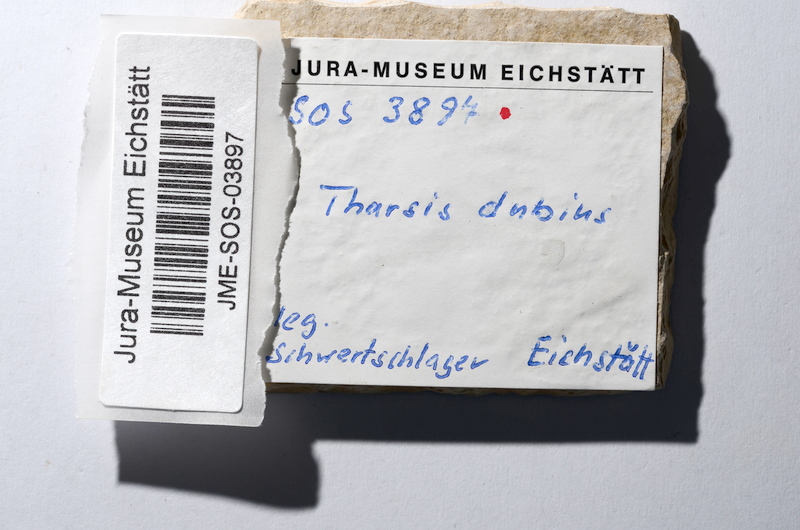 Jura-Museum Eichstätt
JME-SOS-03897
JURA-MUSEUM EICHSTÄTT
SOS 3897
Tharsis dubius
leg.
Schwertschlager Eichstätt